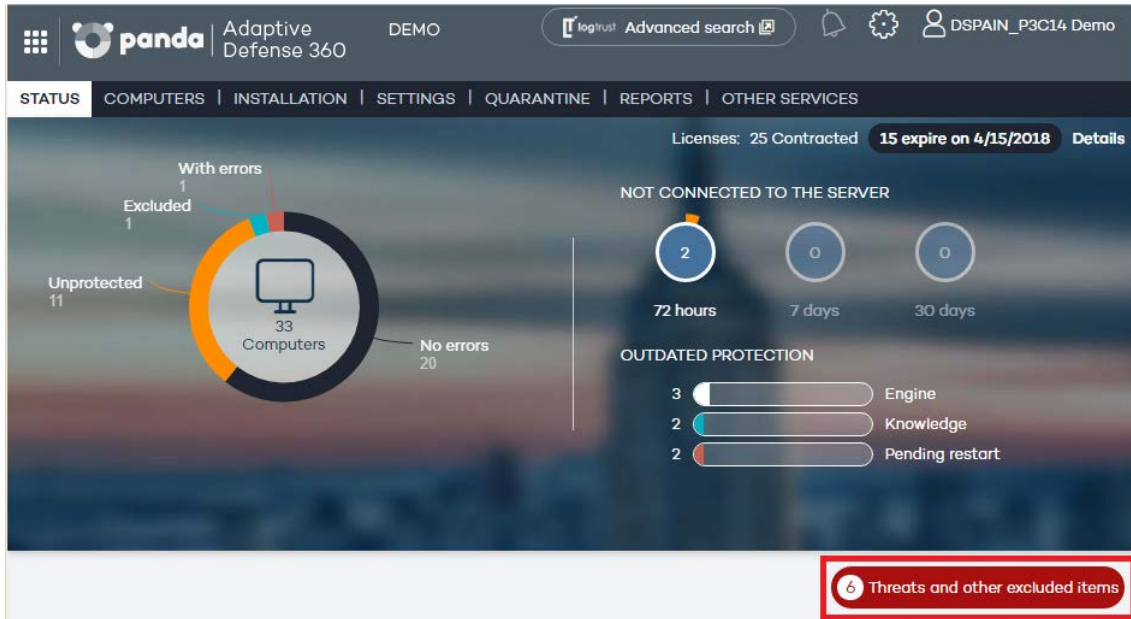 panda Adaptive Defense 360 DEMO logtrust Advanced search DSPAIN_P3C14 Demo
STATUS COMPUTERS | INSTALLATION | SETTINGS | QUARANTINE | REPORTS | OTHER SERVICES
Licenses: 25 Contracted 15 expire on 4/15/2018 Details
With errors
1
Excluded
1
Unprotected
11
33
Computers
No errors
20
NOT CONNECTED TO THE SERVER
2 0 0
72 hours 7 days 30 days
OUTDATED PROTECTION
3 Engine
2 Knowledge
2 Pending restart
6 Threats and other excluded items